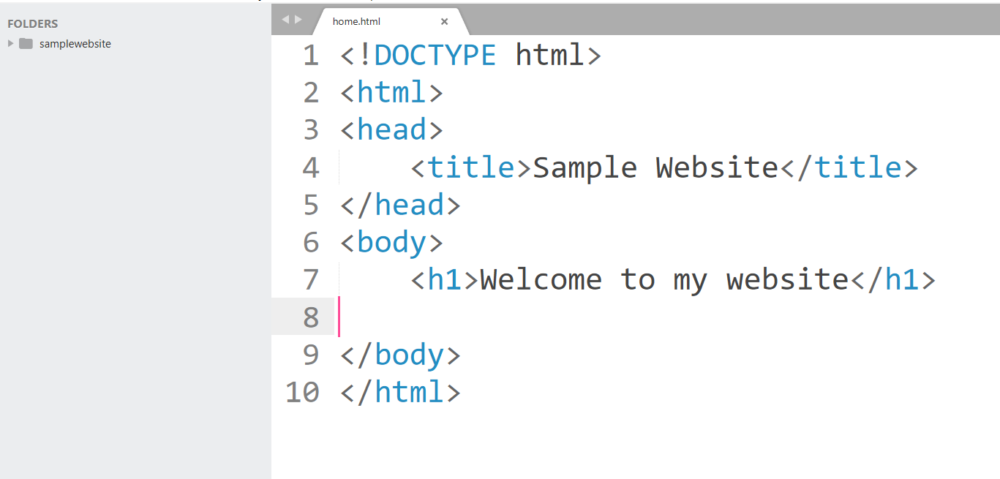 FOLDERS
samplewebsite
home.html ×
1 <!DOCTYPE html>
2 <html>
3 <head>
4     <title>Sample Website</title>
5 </head>
6 <body>
7     <h1>Welcome to my website</h1>
8
9 </body>
10 </html>